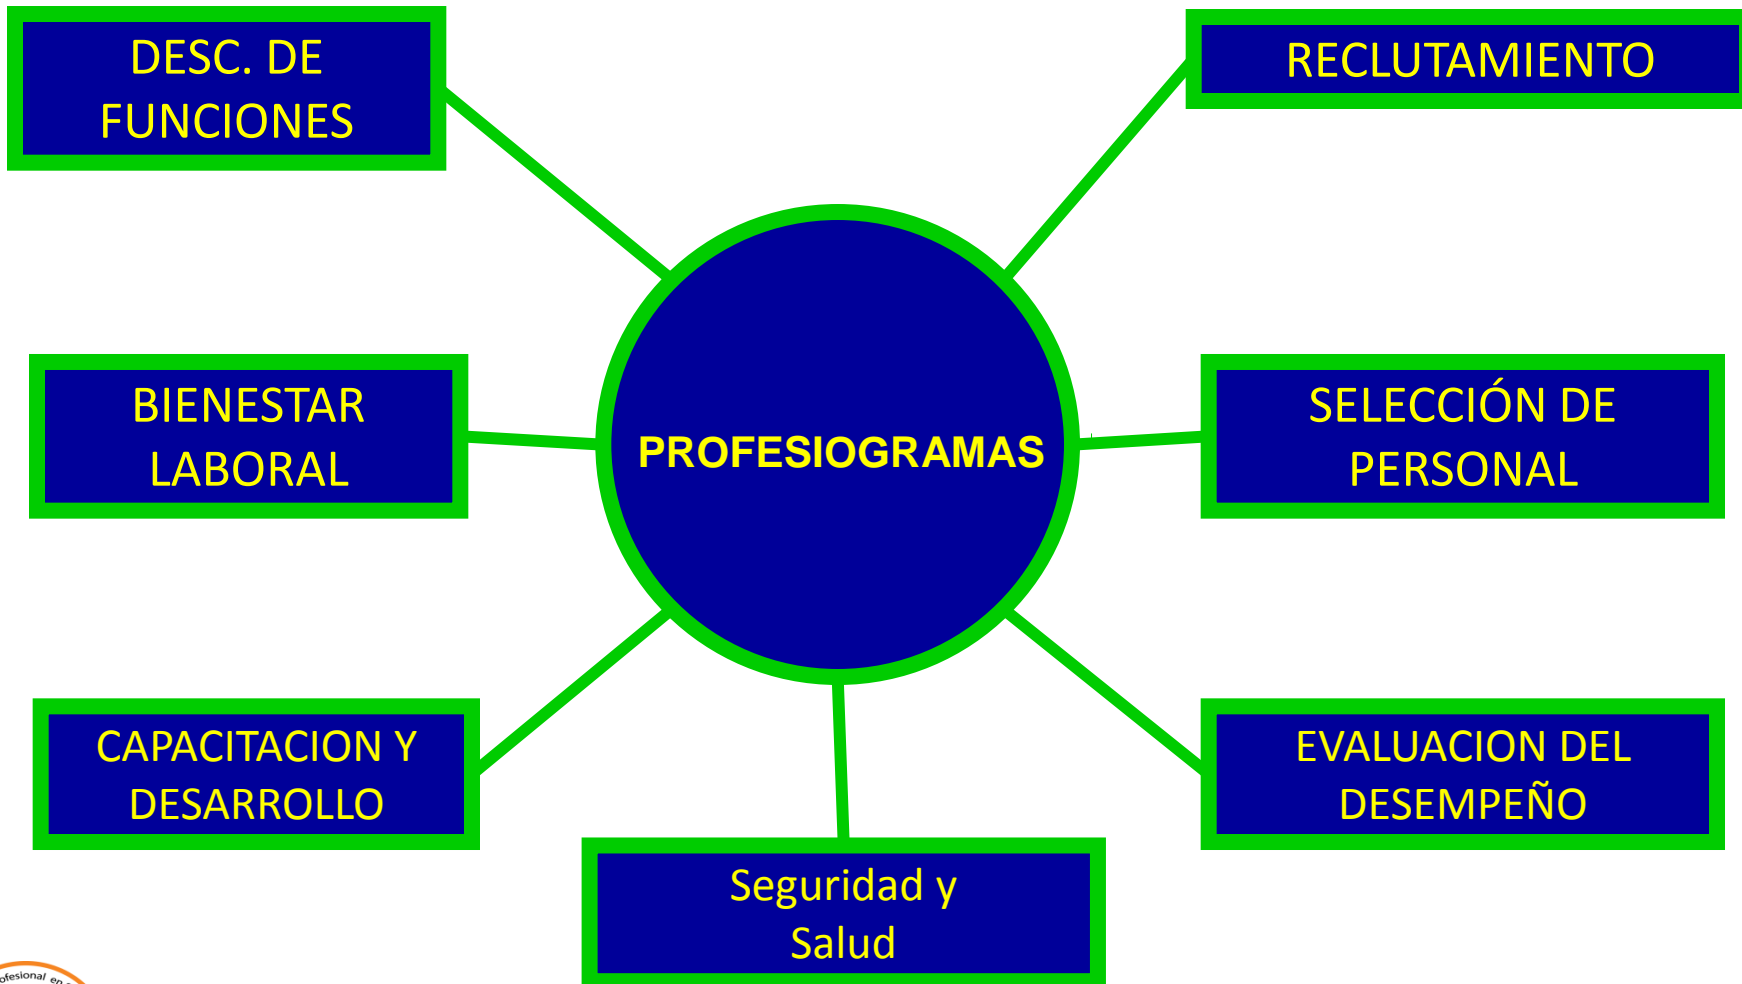 DESC. DE
FUNCIONES
RECLUTAMIENTO
BIENESTAR
LABORAL
PROFESIOGRAMAS
SELECCIÓN DE
PERSONAL
CAPACITACION Y
DESARROLLO
EVALUACION DEL
DESEMPEÑO
Seguridad y
Salud